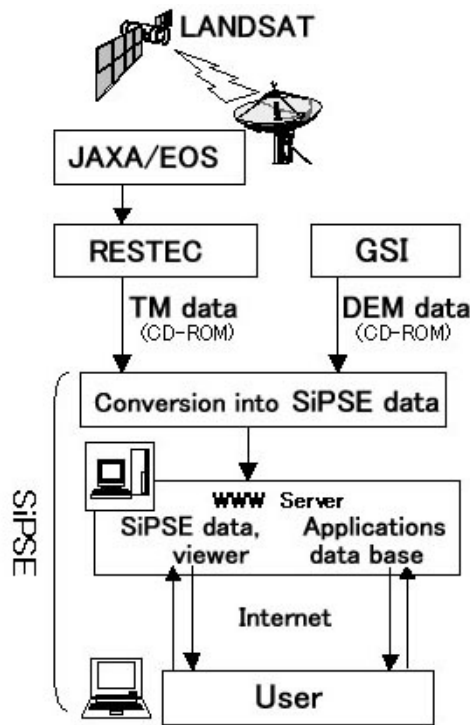 LANDSAT
JAXA/EOS
RESTEC
GSI
TM data
(CD-ROM)
DEM data
(CD-ROM)
Conversion into SiPSE data
SiPSE
WWW Server
SiPSE data,
viewer
Applications
data base
Internet
User